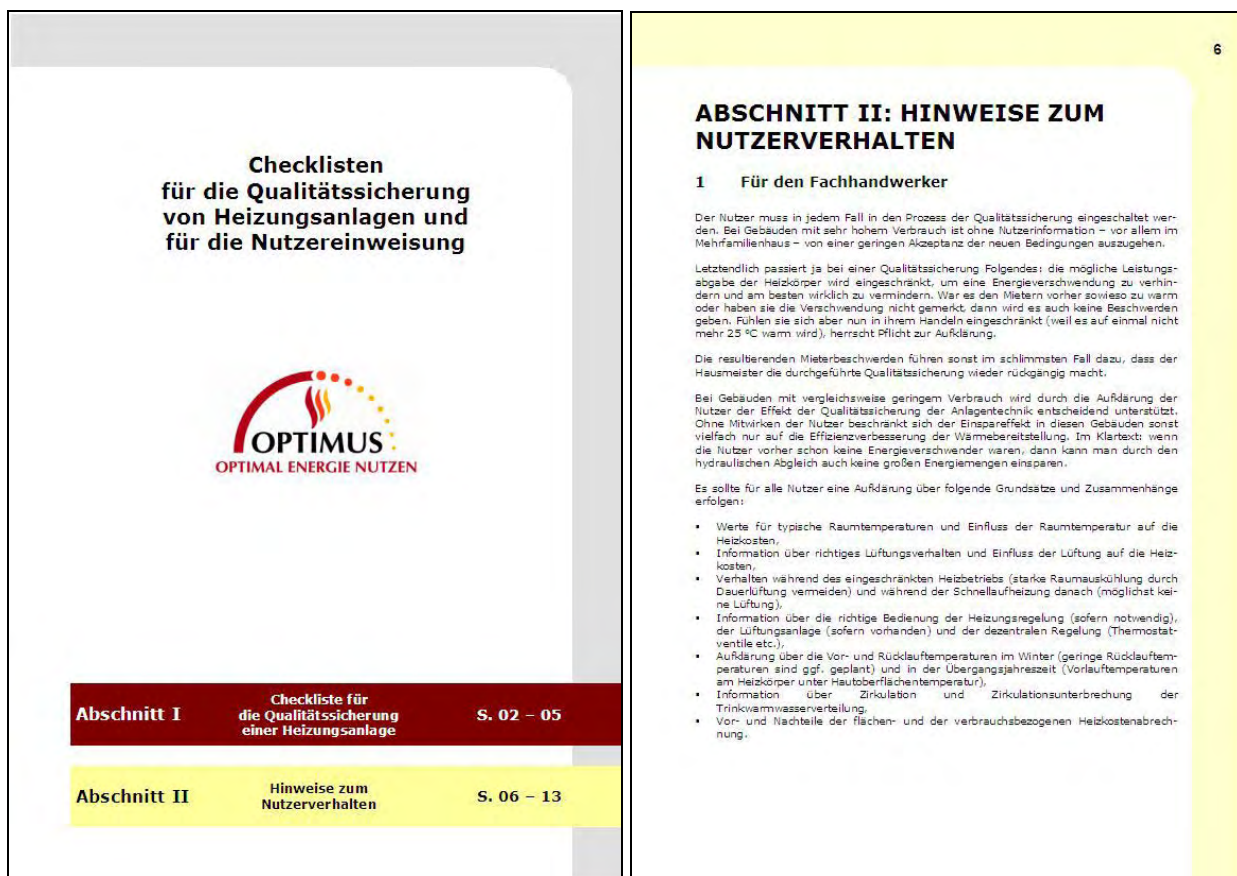 Checklisten
für die Qualitätssicherung
von Heizungsanlagen und
für die Nutzereinweisung
OPTIMUS
OPTIMAL ENERGIE NUTZEN
Abschnitt I
Checkliste für
die Qualitätssicherung
einer Heizungsanlage
S. 02 – 05
Abschnitt II
Hinweise zum
Nutzerverhalten
S. 06 – 13
6
ABSCHNITT II: HINWEISE ZUM
NUTZERVERHALTEN
1 Für den Fachhandwerker
Der Nutzer muss in jedem Fall in den Prozess der Qualitätssicherung eingeschaltet wer-
den. Bei Gebäuden mit sehr hohem Verbrauch ist ohne Nutzerinformation – vor allem im
Mehrfamilienhaus – von einer geringen Akzeptanz der neuen Bedingungen auszugehen.
Letztendlich passiert ja bei einer Qualitätssicherung Folgendes: die mögliche Leistungs-
abgabe der Heizkörper wird eingeschränkt, um eine Energieverschwendung zu verhin-
dern und am besten wirklich zu vermindern. War es den Mietern vorher sowieso zu warm
oder haben sie die Verschwendung nicht gemerkt, dann wird es auch keine Beschwerden
geben. Fühlen sie sich aber nun in ihrem Handeln eingeschränkt (weil es auf einmal nicht
mehr 25 °C warm wird), herrscht Pflicht zur Aufklärung.
Die resultierenden Mieterbeschwerden führen sonst im schlimmsten Fall dazu, dass der
Hausmeister die durchgeführte Qualitätssicherung wieder rückgängig macht.
Bei Gebäuden mit vergleichsweise geringem Verbrauch wird durch die Aufklärung der
Nutzer der Effekt der Qualitätssicherung der Anlagentechnik entscheidend unterstützt.
Ohne Mitwirken der Nutzer beschränkt sich der Einspareffekt in diesen Gebäuden sonst
vielfach nur auf die Effizienzverbesserung der Wärmebereitstellung. Im Klartext: wenn
die Nutzer vorher schon keine Energieverschwender waren, dann kann man durch den
hydraulischen Abgleich auch keine großen Energiemengen einsparen.
Es sollte für alle Nutzer eine Aufklärung über folgende Grundsätze und Zusammenhänge
erfolgen:
▪ Werte für typische Raumtemperaturen und Einfluss der Raumtemperatur auf die
Heizkosten,
▪ Information über richtiges Lüftungsverhalten und Einfluss der Lüftung auf die Heiz-
kosten,
▪ Verhalten während des eingeschränkten Heizbetriebs (starke Raumauskühlung durch
Dauerlüftung vermeiden) und während der Schnellaufheizung danach (möglichst kei-
ne Lüftung),
▪ Information über die richtige Bedienung der Heizungsregelung (sofern notwendig),
der Lüftungsanlage (sofern vorhanden) und der dezentralen Regelung (Thermostat-
ventile etc.),
▪ Aufklärung über die Vor- und Rücklauftemperaturen im Winter (geringe Rücklauftem-
peraturen sind ggf. geplant) und in der Übergangsjahreszeit (Vorlauftemperaturen
am Heizkörper unter Hautoberflächentemperatur),
▪ Information über Zirkulation und Zirkulationsunterbrechung der
Trinkwarmwasserverteilung,
▪ Vor- und Nachteile der flächen- und der verbrauchsbezogenen Heizkostenabrech-
nung.